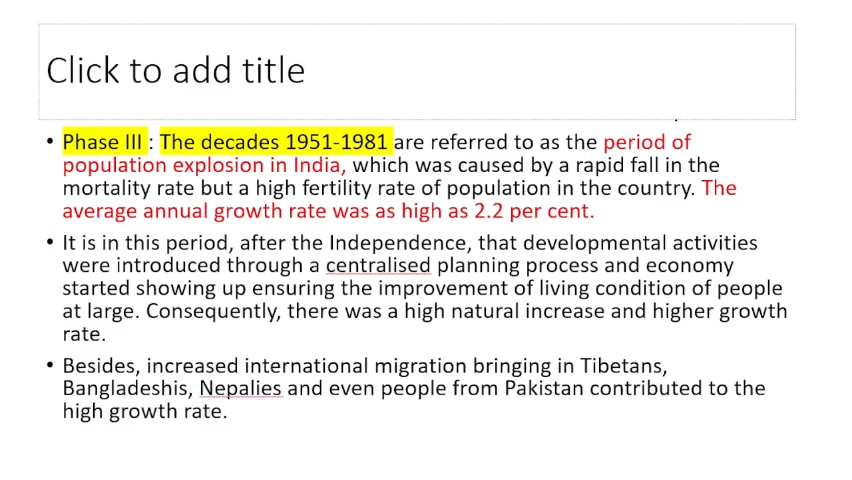 Click to add title
• Phase III : The decades 1951-1981 are referred to as the period of
population explosion in India, which was caused by a rapid fall in the
mortality rate but a high fertility rate of population in the country. The
average annual growth rate was as high as 2.2 per cent.
• It is in this period, after the Independence, that developmental activities
were introduced through a centralised planning process and economy
started showing up ensuring the improvement of living condition of people
at large. Consequently, there was a high natural increase and higher growth
rate.
• Besides, increased international migration bringing in Tibetans,
Bangladeshis, Nepalies and even people from Pakistan contributed to the
high growth rate.